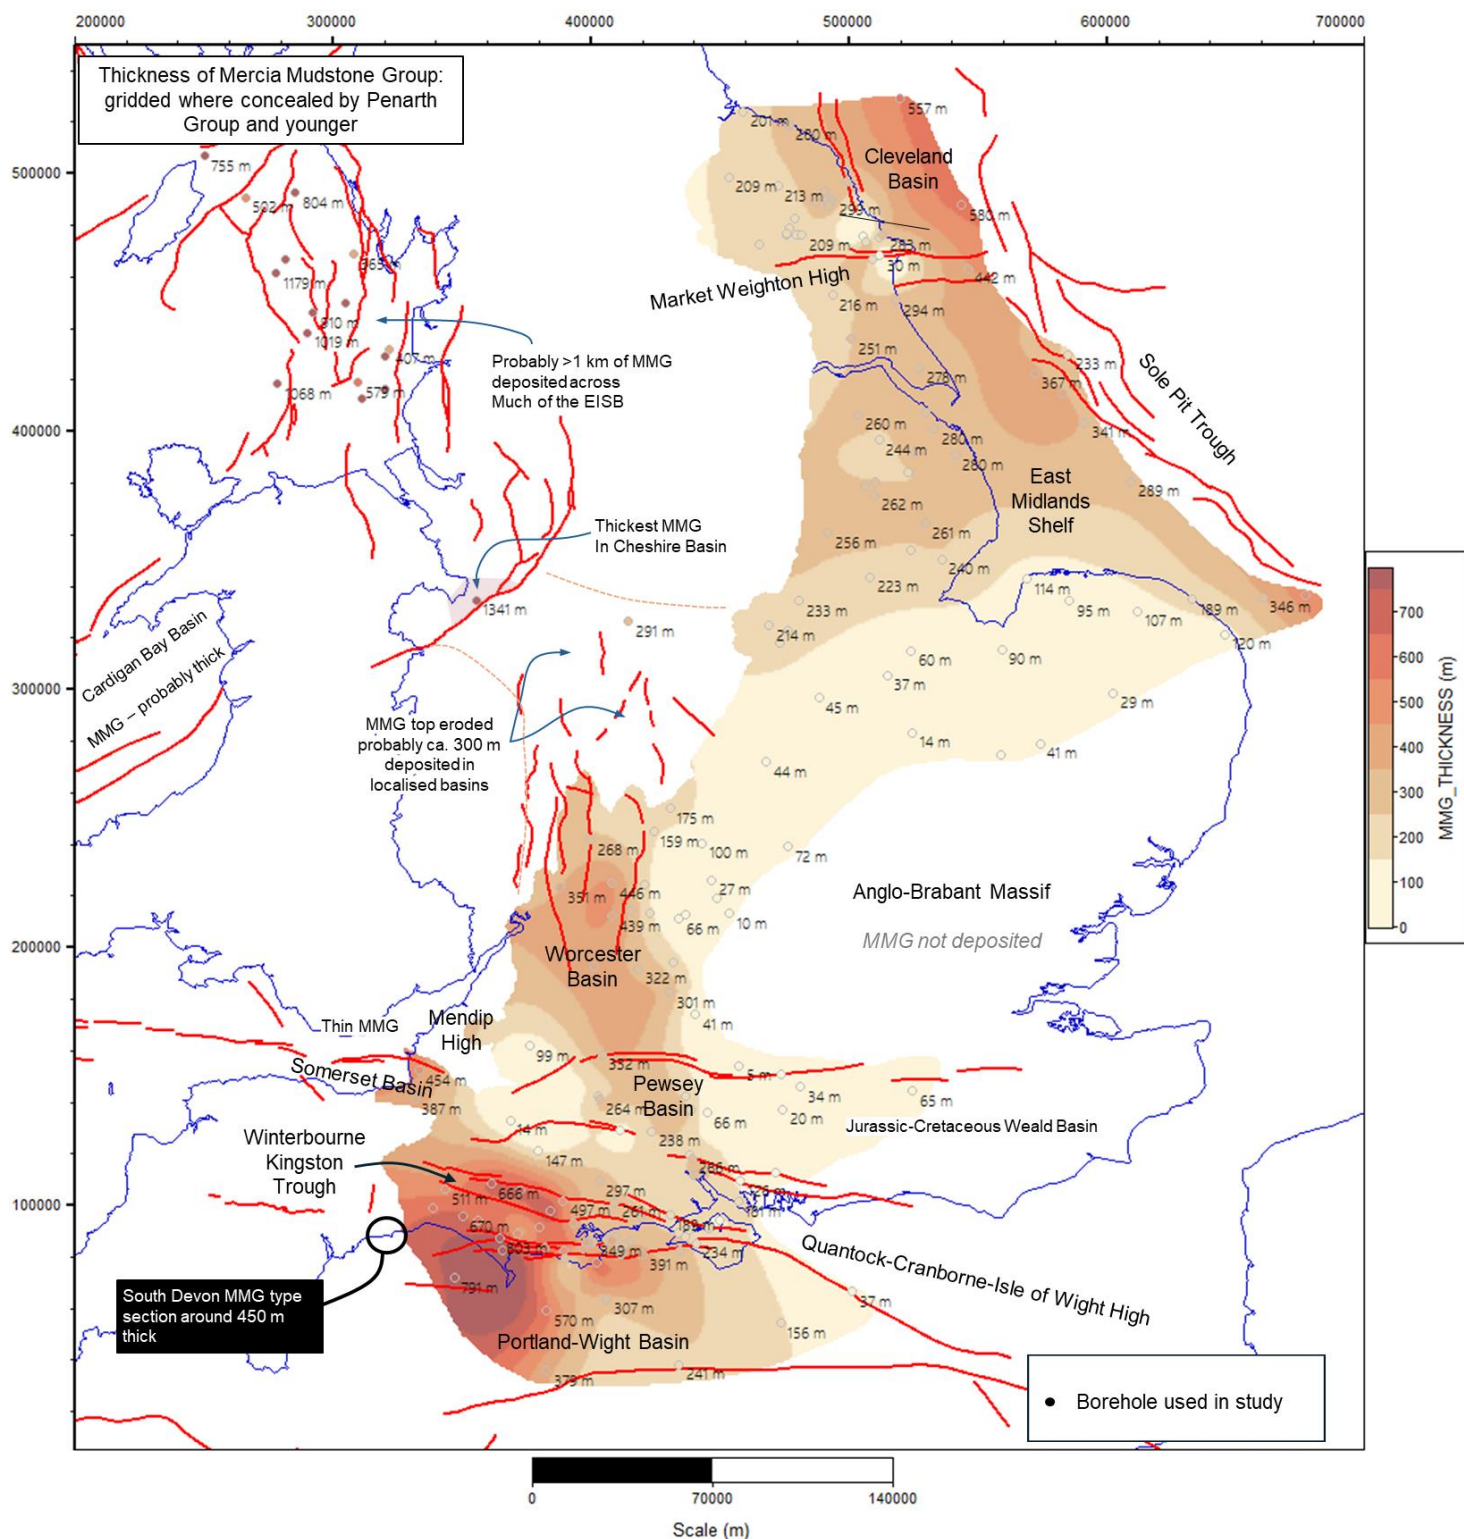 200000
300000
400000
500000
600000
700000
Thickness of Mercia Mudstone Group:
gridded where concealed by Penarth
Group and younger
557 m
201 m
280 m
Cleveland
Basin
755 m
500000
209 m
213 m
502 m
804 m
293 m
580 m
209 m
283 m
365 m
30 m
442 m
1179 m
Market Weighton High
216 m
294 m
910 m
1019 m
251 m
407 m
Probably >1 km of MMG
deposited across
Much of the EISB
233 m
278 m
367 m
Sole Pit Trough
1068 m
579 m
400000
260 m
280 m
341 m
244 m
280 m
East
Midlands
Shelf
289 m
262 m
Thickest MMG
In Cheshire Basin
261 m
256 m
240 m
114 m
223 m
1341 m
233 m
95 m
107 m
189 m
346 m
291 m
214 m
120 m
Cardigan Bay Basin
MMG – probably thick
60 m
90 m
300000
37 m
45 m
29 m
MMG top eroded
probably ca. 300 m
deposited in
localised basins
14 m
41 m
44 m
175 m
159 m
268 m
100 m
72 m
351 m
446 m
27 m
Anglo-Brabant Massif
439 m
66 m
10 m
MMG not deposited
200000
Worcester
Basin
322 m
301 m
41 m
Thin MMG
Mendip
High
99 m
352 m
Somerset Basin
454 m
Pewsey
Basin
5 m
34 m
65 m
387 m
264 m
20 m
14 m
66 m
Jurassic-Cretaceous Weald Basin
Winterbourne
Kingston
Trough
238 m
147 m
286 m
666 m
297 m
126 m
511 m
497 m
261 m
181 m
100000
670 m
189 m
803 m
349 m
391 m
234 m
Quantock-Cranborne-Isle of Wight High
791 m
37 m
South Devon MMG type
section around 450 m
thick
570 m
307 m
156 m
Portland-Wight Basin
379 m
241 m
Borehole used in study
700
600
500
400
300
200
100
0
MMG_THICKNESS (m)
0
70000
140000
Scale (m)